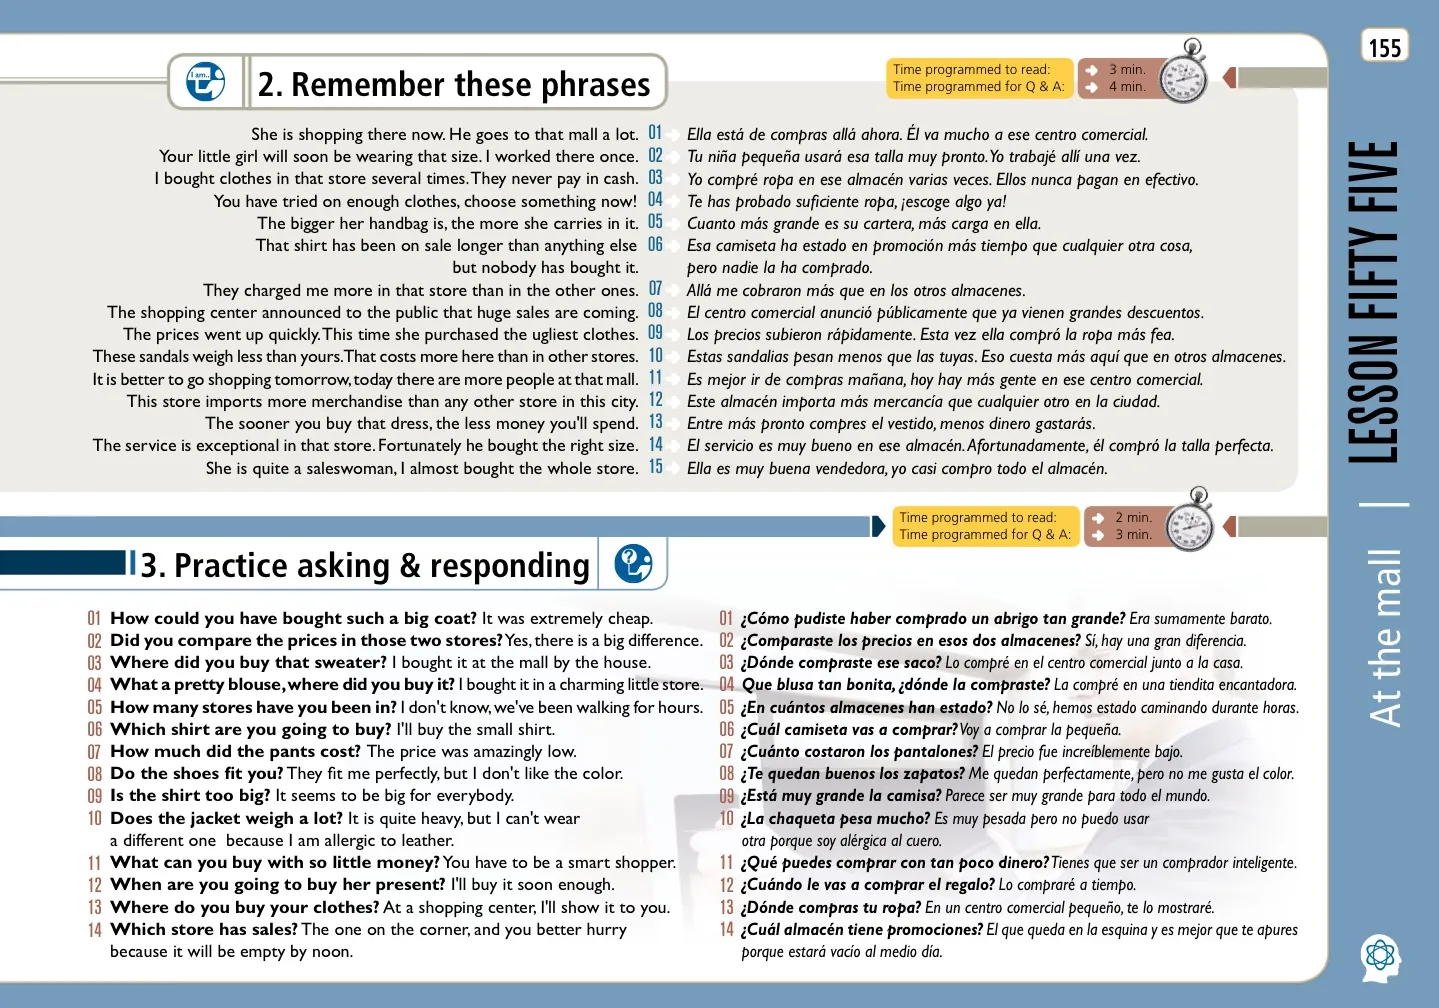 155
I am..
2. Remember these phrases
Time programmed to read: 3 min.
Time programmed for Q & A: 4 min.
She is shopping there now. He goes to that mall a lot. 01 Ella está de compras allá ahora. Él va mucho a ese centro comercial.
Your little girl will soon be wearing that size. I worked there once. 02 Tu niña pequeña usará esa talla muy pronto. Yo trabajé allí una vez.
I bought clothes in that store several times. They never pay in cash. 03 Yo compré ropa en ese almacén varias veces. Ellos nunca pagan en efectivo.
You have tried on enough clothes, choose something now! 04 Te has probado suficiente ropa, ¡escoge algo ya!
The bigger her handbag is, the more she carries in it. 05 Cuanto más grande es su cartera, más carga en ella.
That shirt has been on sale longer than anything else 06 Esa camiseta ha estado en promoción más tiempo que cualquier otra cosa,
but nobody has bought it. pero nadie la ha comprado.
They charged me more in that store than in the other ones. 07 Allá me cobraron más que en los otros almacenes.
The shopping center announced to the public that huge sales are coming. 08 El centro comercial anunció públicamente que ya vienen grandes descuentos.
The prices went up quickly. This time she purchased the ugliest clothes. 09 Los precios subieron rápidamente. Esta vez ella compró la ropa más fea.
These sandals weigh less than yours. That costs more here than in other stores. 10 Estas sandalias pesan menos que las tuyas. Eso cuesta más aquí que en otros almacenes.
It is better to go shopping tomorrow, today there are more people at that mall. 11 Es mejor ir de compras mañana, hoy hay más gente en ese centro comercial.
This store imports more merchandise than any other store in this city. 12 Este almacén importa más mercancía que cualquier otro en la ciudad.
The sooner you buy that dress, the less money you'll spend. 13 Entre más pronto compres el vestido, menos dinero gastarás.
The service is exceptional in that store. Fortunately he bought the right size. 14 El servicio es muy bueno en ese almacén. Afortunadamente, él compró la talla perfecta.
She is quite a saleswoman, I almost bought the whole store. 15 Ella es muy buena vendedora, yo casi compro todo el almacén.
Time programmed to read: 2 min.
Time programmed for Q & A: 3 min.
3. Practice asking & responding
?
01 How could you have bought such a big coat? It was extremely cheap. 01 ¿Cómo pudiste haber comprado un abrigo tan grande? Era sumamente barato.
02 Did you compare the prices in those two stores? Yes, there is a big difference. 02 ¿Comparaste los precios en esos dos almacenes? Sí, hay una gran diferencia.
03 Where did you buy that sweater? I bought it at the mall by the house. 03 ¿Dónde compraste ese saco? Lo compré en el centro comercial junto a la casa.
04 What a pretty blouse, where did you buy it? I bought it in a charming little store. 04 Que blusa tan bonita, ¿dónde la compraste? La compré en una tiendita encantadora.
05 How many stores have you been in? I don't know, we've been walking for hours. 05 ¿En cuántos almacenes han estado? No lo sé, hemos estado caminando durante horas.
06 Which shirt are you going to buy? I'll buy the small shirt. 06 ¿Cuál camiseta vas a comprar? Voy a comprar la pequeña.
07 How much did the pants cost? The price was amazingly low. 07 ¿Cuánto costaron los pantalones? El precio fue increíblemente bajo.
08 Do the shoes fit you? They fit me perfectly, but I don't like the color. 08 ¿Te quedan buenos los zapatos? Me quedan perfectamente, pero no me gusta el color.
09 Is the shirt too big? It seems to be big for everybody. 09 ¿Está muy grande la camisa? Parece ser muy grande para todo el mundo.
10 Does the jacket weigh a lot? It is quite heavy, but I can't wear 10 ¿La chaqueta pesa mucho? Es muy pesada pero no puedo usar
a different one because I am allergic to leather. otra porque soy alérgica al cuero.
11 What can you buy with so little money? You have to be a smart shopper. 11 ¿Qué puedes comprar con tan poco dinero? Tienes que ser un comprador inteligente.
12 When are you going to buy her present? I'll buy it soon enough. 12 ¿Cuándo le vas a comprar el regalo? Lo compraré a tiempo.
13 Where do you buy your clothes? At a shopping center, I'll show it to you. 13 ¿Dónde compras tu ropa? En un centro comercial pequeño, te lo mostraré.
14 Which store has sales? The one on the corner, and you better hurry 14 ¿Cuál almacén tiene promociones? El que queda en la esquina y es mejor que te apures
because it will be empty by noon. porque estará vacío al medio día.
LESSON FIFTY FIVE
At the mall